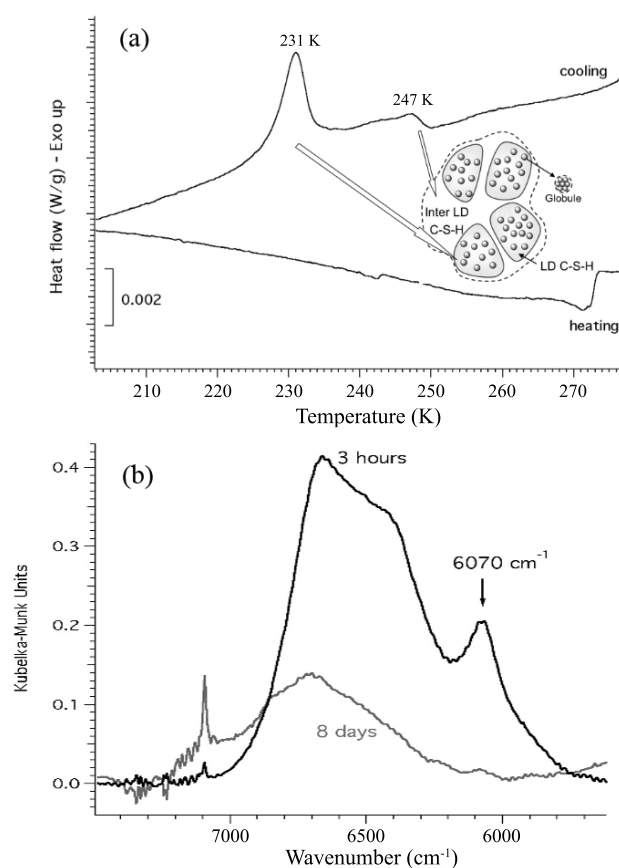 (a)
231 K
247 K
cooling
Inter LD
C-S-H
Globule
LD C-S-H
0.002
heating
Heat flow (W/g) - Exo up
210 220 230 240 250 260 270
Temperature (K)
(b)
3 hours
6070 cm⁻¹
8 days
0.4
0.3
0.2
0.1
0.0
Kubelka-Munk Units
7000 6500 6000
Wavenumber (cm⁻¹)